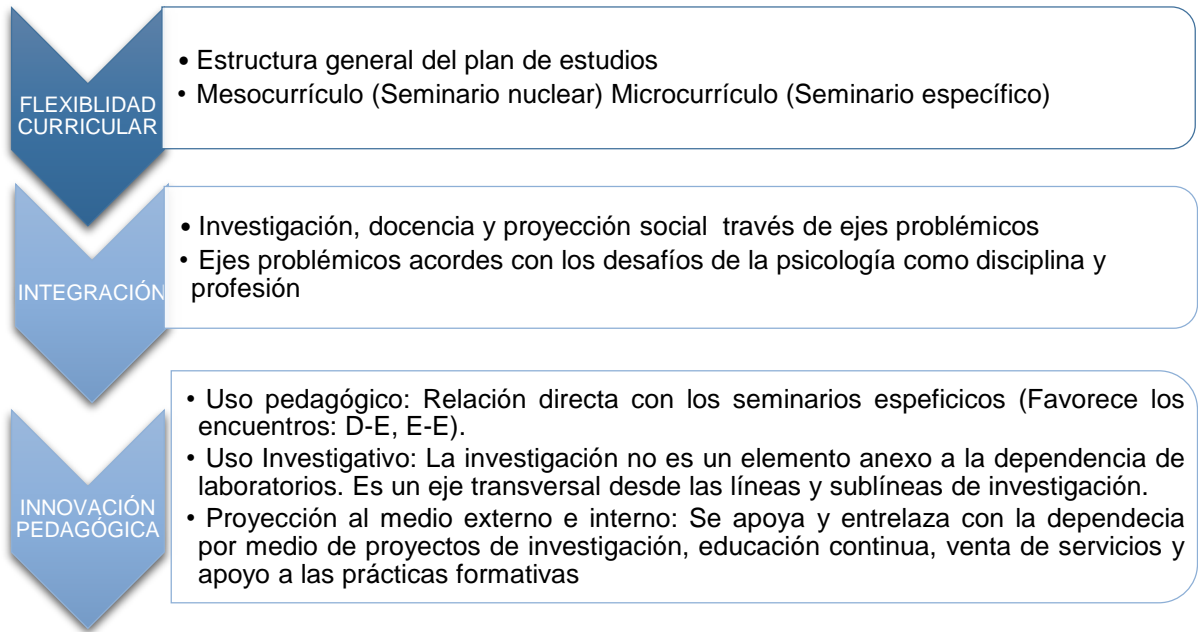 FLEXIBLIDAD
CURRICULAR
• Estructura general del plan de estudios
• Mesocurrículo (Seminario nuclear) Microcurrículo (Seminario específico)
INTEGRACIÓN
• Investigación, docencia y proyección social través de ejes problémicos
• Ejes problémicos acordes con los desafíos de la psicología como disciplina y
profesión
INNOVACIÓN
PEDAGÓGICA
• Uso pedagógico: Relación directa con los seminarios espeficicos (Favorece los
encuentros: D-E, E-E).
• Uso Investigativo: La investigación no es un elemento anexo a la dependencia de
laboratorios. Es un eje transversal desde las líneas y sublíneas de investigación.
• Proyección al medio externo e interno: Se apoya y entrelaza con la dependecia
por medio de proyectos de investigación, educación continua, venta de servicios y
apoyo a las prácticas formativas